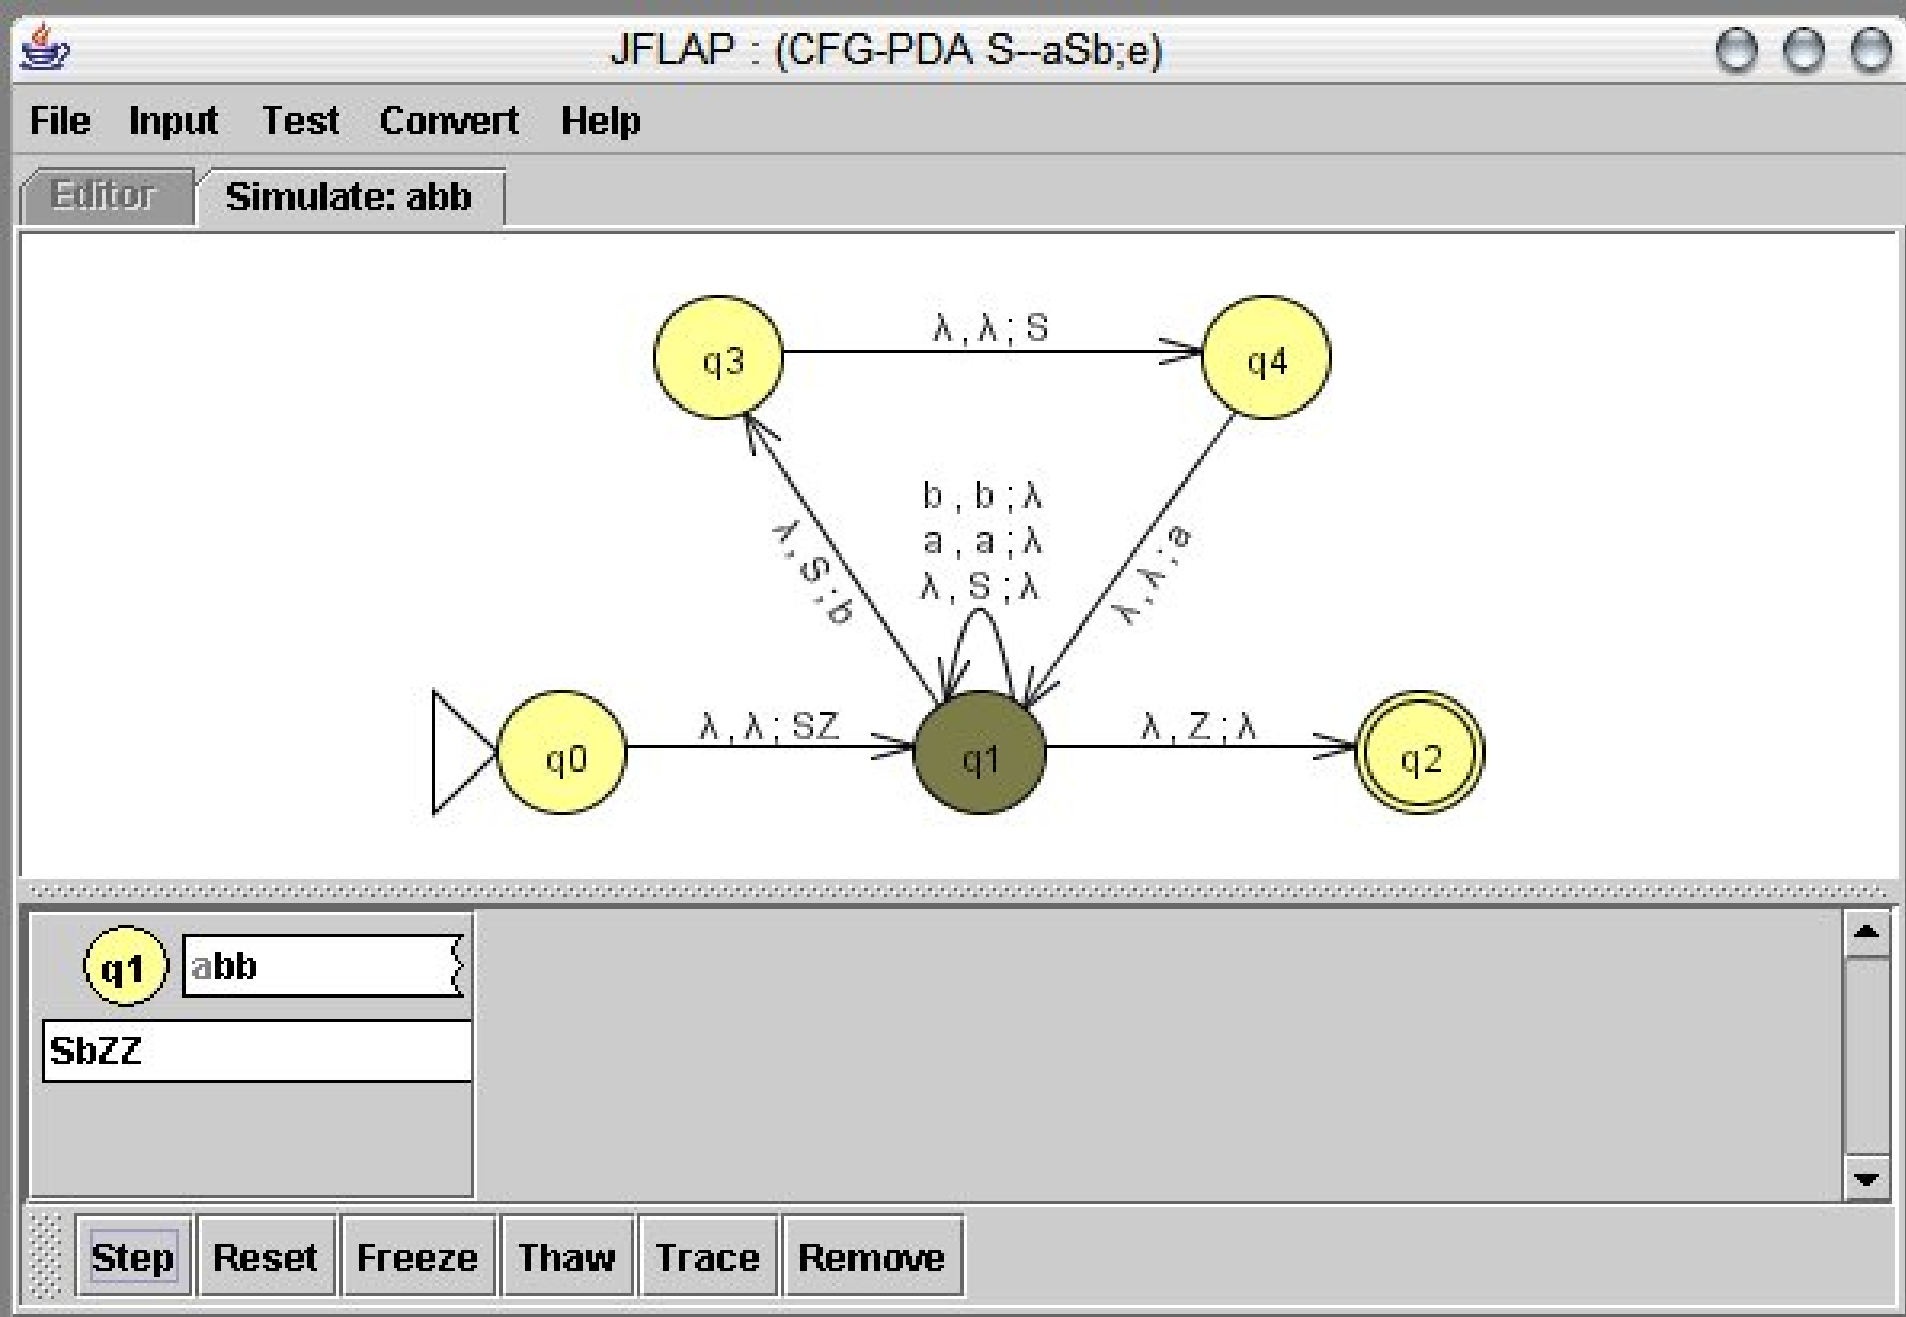 JFLAP : (CFG-PDA S--aSb;e)
File Input Test Convert Help
Editor Simulate: abb
λ , λ ; S
q3 q4
b , b ; λ
a , a ; λ
λ , S ; λ
λ , S ; b
λ , λ ; a
λ , λ ; SZ
λ , Z ; λ
q0 q1 q2
q1 abb
SbZZ
Step Reset Freeze Thaw Trace Remove